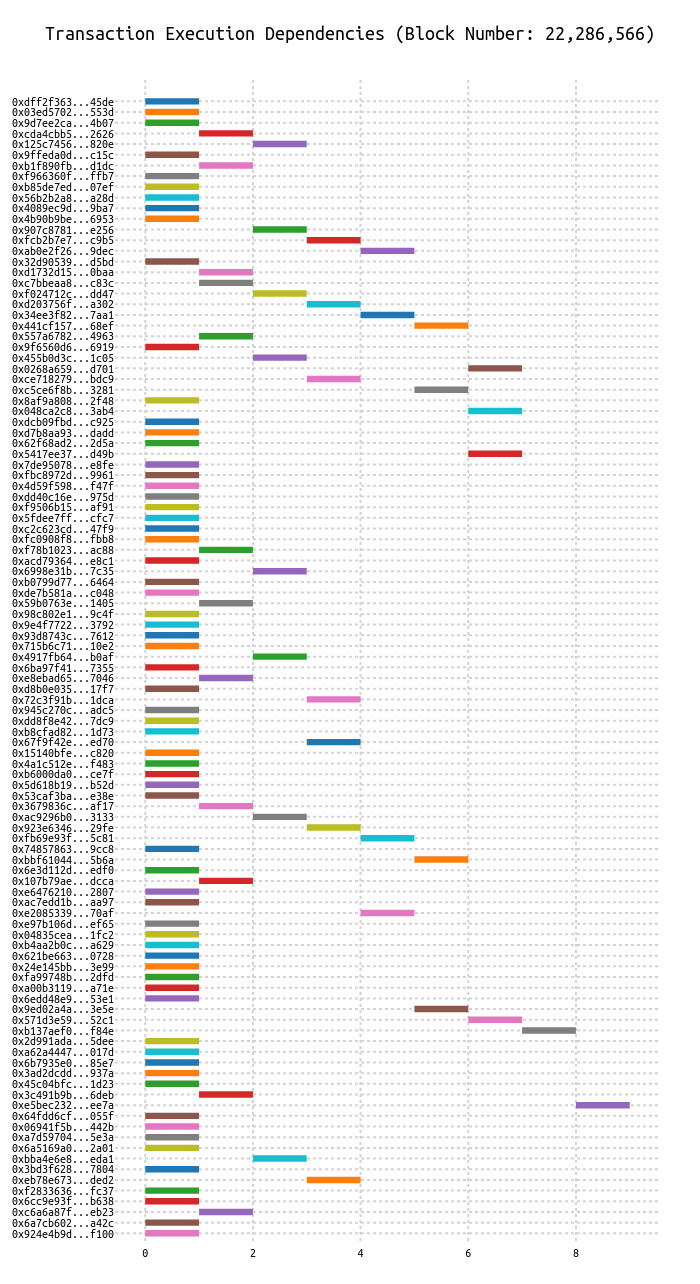 Transaction Execution Dependencies (Block Number: 22,286,566)
0xdff2f363...45de
0x03ed5702...553d
0x9d7ee2ca...4b07
0xcda4cbb5...2626
0x125c7456...820e
0x9ffeda0d...c15c
0xb1f890fb...d1dc
0xf966360f...ffb7
0xb85de7ed...07ef
0x56b2b2a8...a28d
0x4089ec9d...9ba7
0x4b90b9be...6953
0x907c8781...e256
0xfcb2b7e7...c9b5
0xab0e2f26...9dec
0x32d90539...d5bd
0xd1732d15...0baa
0xc7bbeaa8...c83c
0xf024712c...dd47
0xd203756f...a302
0x34ee3f82...7aa1
0x441cf157...68ef
0x557a6782...4963
0x9f6560d6...6919
0x455b0d3c...1c05
0x0268a659...d701
0xce718279...bdc9
0xc5ce6f8b...3281
0x8af9a808...2f48
0x048ca2c8...3ab4
0xdcb09fbd...c925
0xd7b8aa93...dadd
0x62f68ad2...2d5a
0x5417ee37...d49b
0x7de95078...e8fe
0xfbc8972d...9961
0x4d59f598...f47f
0xdd40c16e...975d
0xf9506b15...af91
0x5fdee7ff...cfc7
0xc2c623cd...47f9
0xfc0908f8...fbb8
0xf78b1023...ac88
0xacd79364...e8c1
0x6998e31b...7c35
0xb0799d77...6464
0xde7b581a...c048
0x59b0763e...1405
0x98c802e1...9c4f
0x9e4f7722...3792
0x93d8743c...7612
0x715b6c71...10e2
0x4917fb64...b0af
0x6ba97f41...7355
0xe8ebad65...7046
0xd8b0e035...17f7
0x72c3f91b...1dca
0x945c270c...adc5
0xdd8f8e42...7dc9
0xb8cfad82...1d73
0x67f9f42e...ed70
0x15140bfe...c820
0x4a1c512e...f483
0xb6000da0...ce7f
0x5d618b19...b52d
0x53caf3ba...e38e
0x3679836c...af17
0xac9296b0...3133
0x923e6346...29fe
0xfb69e93f...5c81
0x74857863...9cc8
0xbbf61044...5b6a
0x6e3d112d...edf0
0x107b79ae...dcca
0xe6476210...2807
0xac7edd1b...aa97
0xe2085339...70af
0xe97b106d...ef65
0x04835cea...1fc2
0xb4aa2b0c...a629
0x621be663...0728
0x24e145bb...3e99
0xfa99748b...2dfd
0xa00b3119...a71e
0x6edd48e9...53e1
0x9ed02a4a...3e5e
0x571d3e59...52c1
0xb137aef0...f84e
0x2d991ada...5dee
0xa62a4447...017d
0x6b7935e0...85e7
0x3ad2dcdd...937a
0x45c04bfc...1d23
0x3c491b9b...6deb
0xe5bec232...ee7a
0x64fdd6cf...055f
0x06941f5b...442b
0xa7d59704...5e3a
0x6a5169a0...2a01
0xbba4e6e8...eda1
0x3bd3f628...7804
0xeb78e673...ded2
0xf2833636...fc37
0x6cc9e93f...b638
0xc6a6a87f...eb23
0x6a7cb602...a42c
0x924e4b9d...f100
0 2 4 6 8